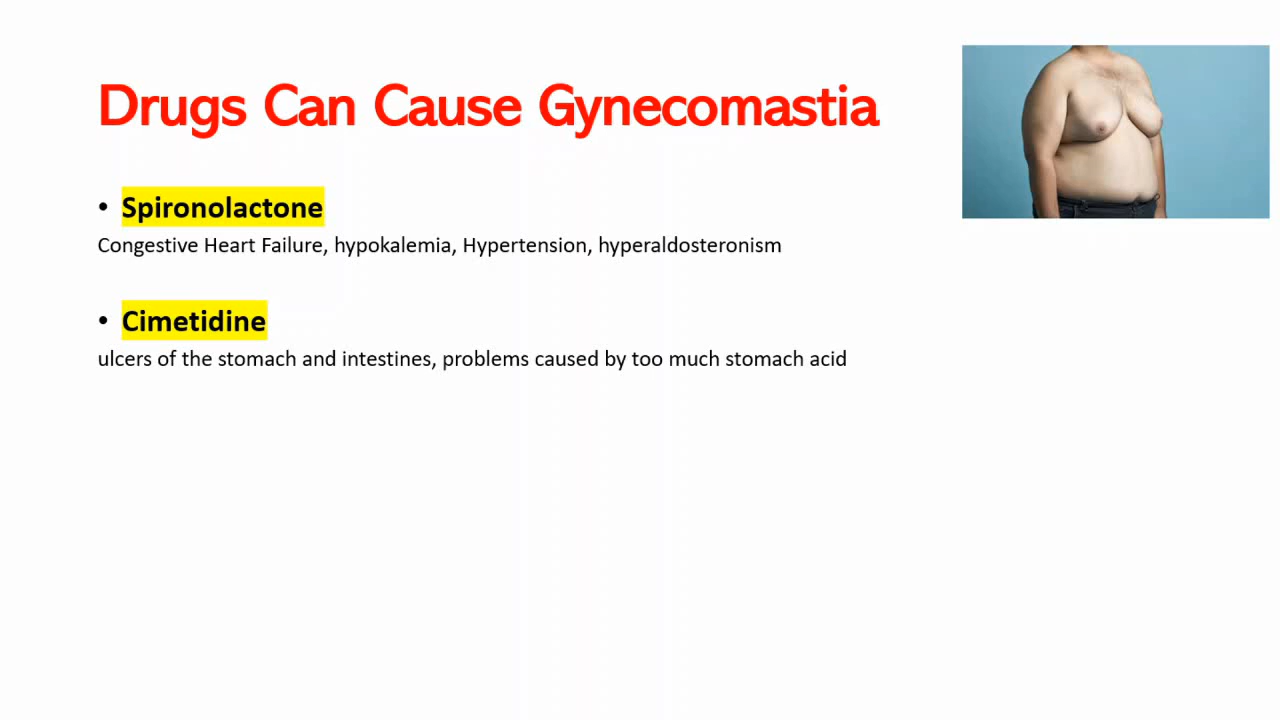 Drugs Can Cause Gynecomastia
• Spironolactone
Congestive Heart Failure, hypokalemia, Hypertension, hyperaldosteronism
• Cimetidine
ulcers of the stomach and intestines, problems caused by too much stomach acid